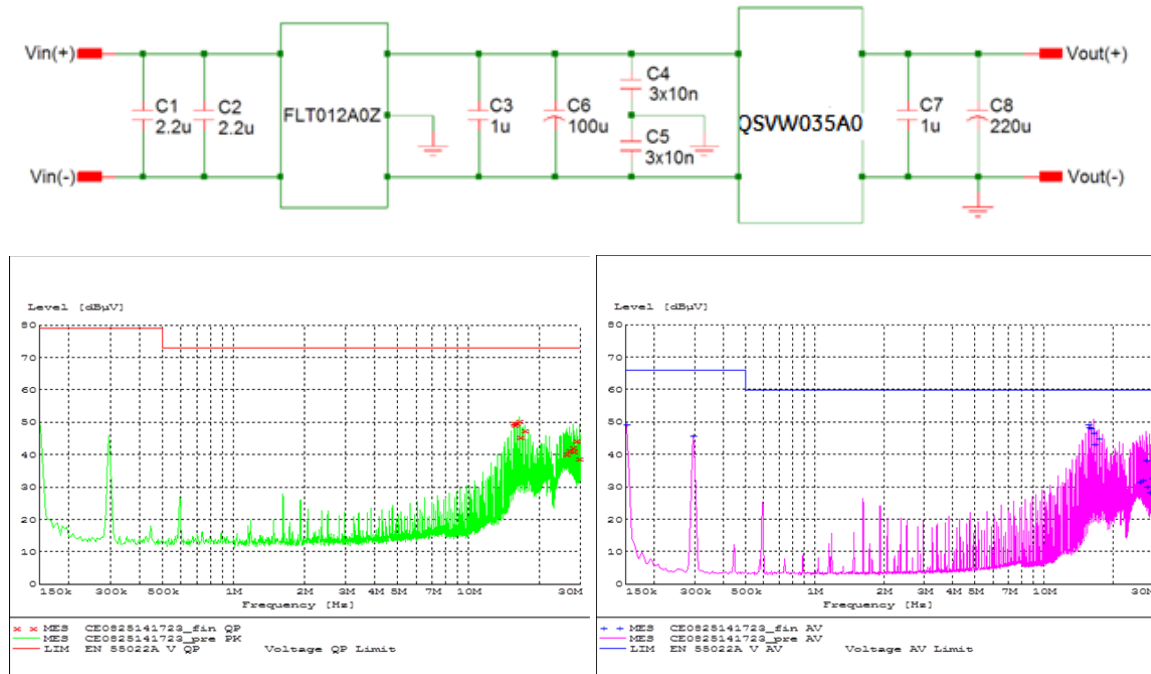 Vin(+)
Vin(-)
C1
2.2u
C2
2.2u
FLT012A0Z
C3
1u
C6
100u
C4
3x10n
C5
3x10n
QSVW035A0
C7
1u
C8
220u
Vout(+)
Vout(-)
Level [dBµV]
80
70
60
50
40
30
20
10
0
150k 300k 500k 1M 2M 3M 4M 5M 7M 10M 30M
Frequency [Hz]
× × MES CE0825141723_fin QP
MES CE0825141723_pre PK
LIM EN 55022A V QP Voltage QP Limit
Level [dBµV]
80
70
60
50
40
30
20
10
0
150k 300k 500k 1M 2M 3M 4M 5M 7M 10M 30M
Frequency [Hz]
+ + MES CE0825141723_fin AV
MES CE0825141723_pre AV
LIM EN 55022A V AV Voltage AV Limit